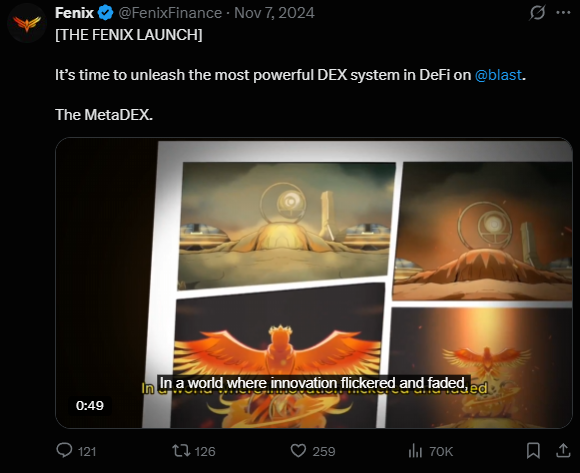 Fenix @FenixFinance · Nov 7, 2024
[THE FENIX LAUNCH]
It's time to unleash the most powerful DEX system in DeFi on @blast.
The MetaDEX.
In a world where innovation flickered and faded,
In a world where innovation flickered and faded
0:49
121 126 259 70K